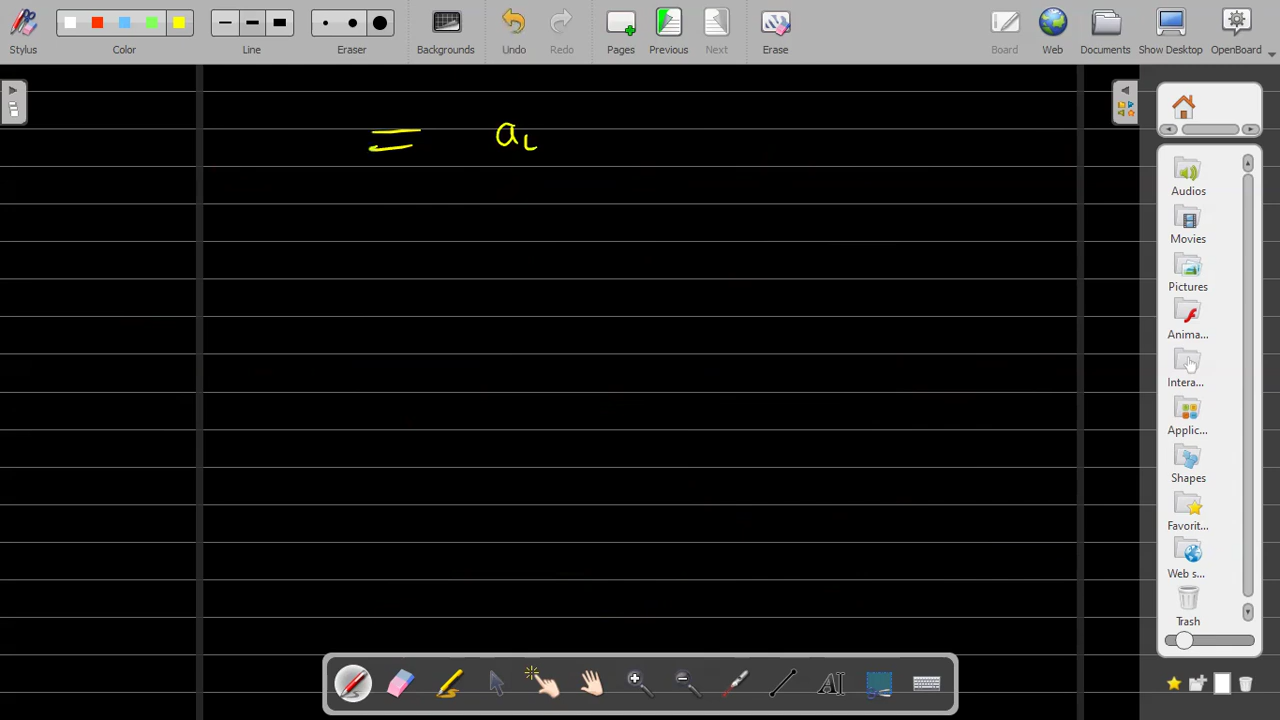 Stylus Color Line Eraser Backgrounds Undo Redo Pages Previous Next Erase Board Web Documents Show Desktop OpenBoard
= a
Audios
Movies
Pictures
Anima...
Intera...
Applic...
Shapes
Favorit...
Web s...
Trash
AI